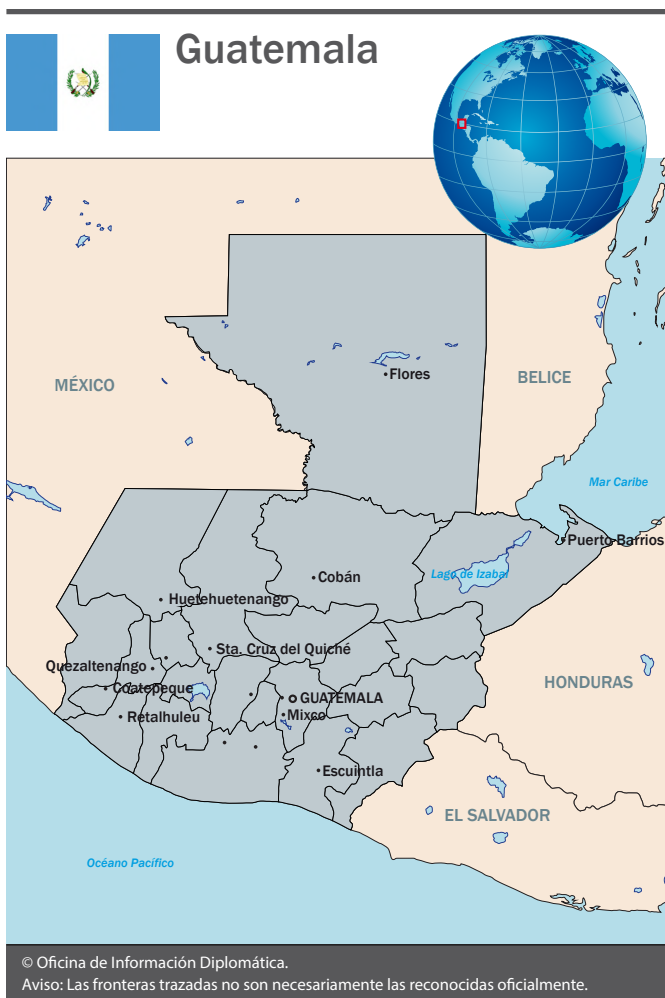 Guatemala
MÉXICO
Flores
BELICE
Mar Caribe
Puerto Barrios
Cobán
Lago de Izabal
Huetehuetenango
Sta. Cruz del Quiché
Quezaltenango
HONDURAS
Coatepeque
GUATEMALA
Retalhuleu
Mixco
Escuintla
EL SALVADOR
Océano Pacífico
© Oficina de Información Diplomática.
Aviso: Las fronteras trazadas no son necesariamente las reconocidas oficialmente.